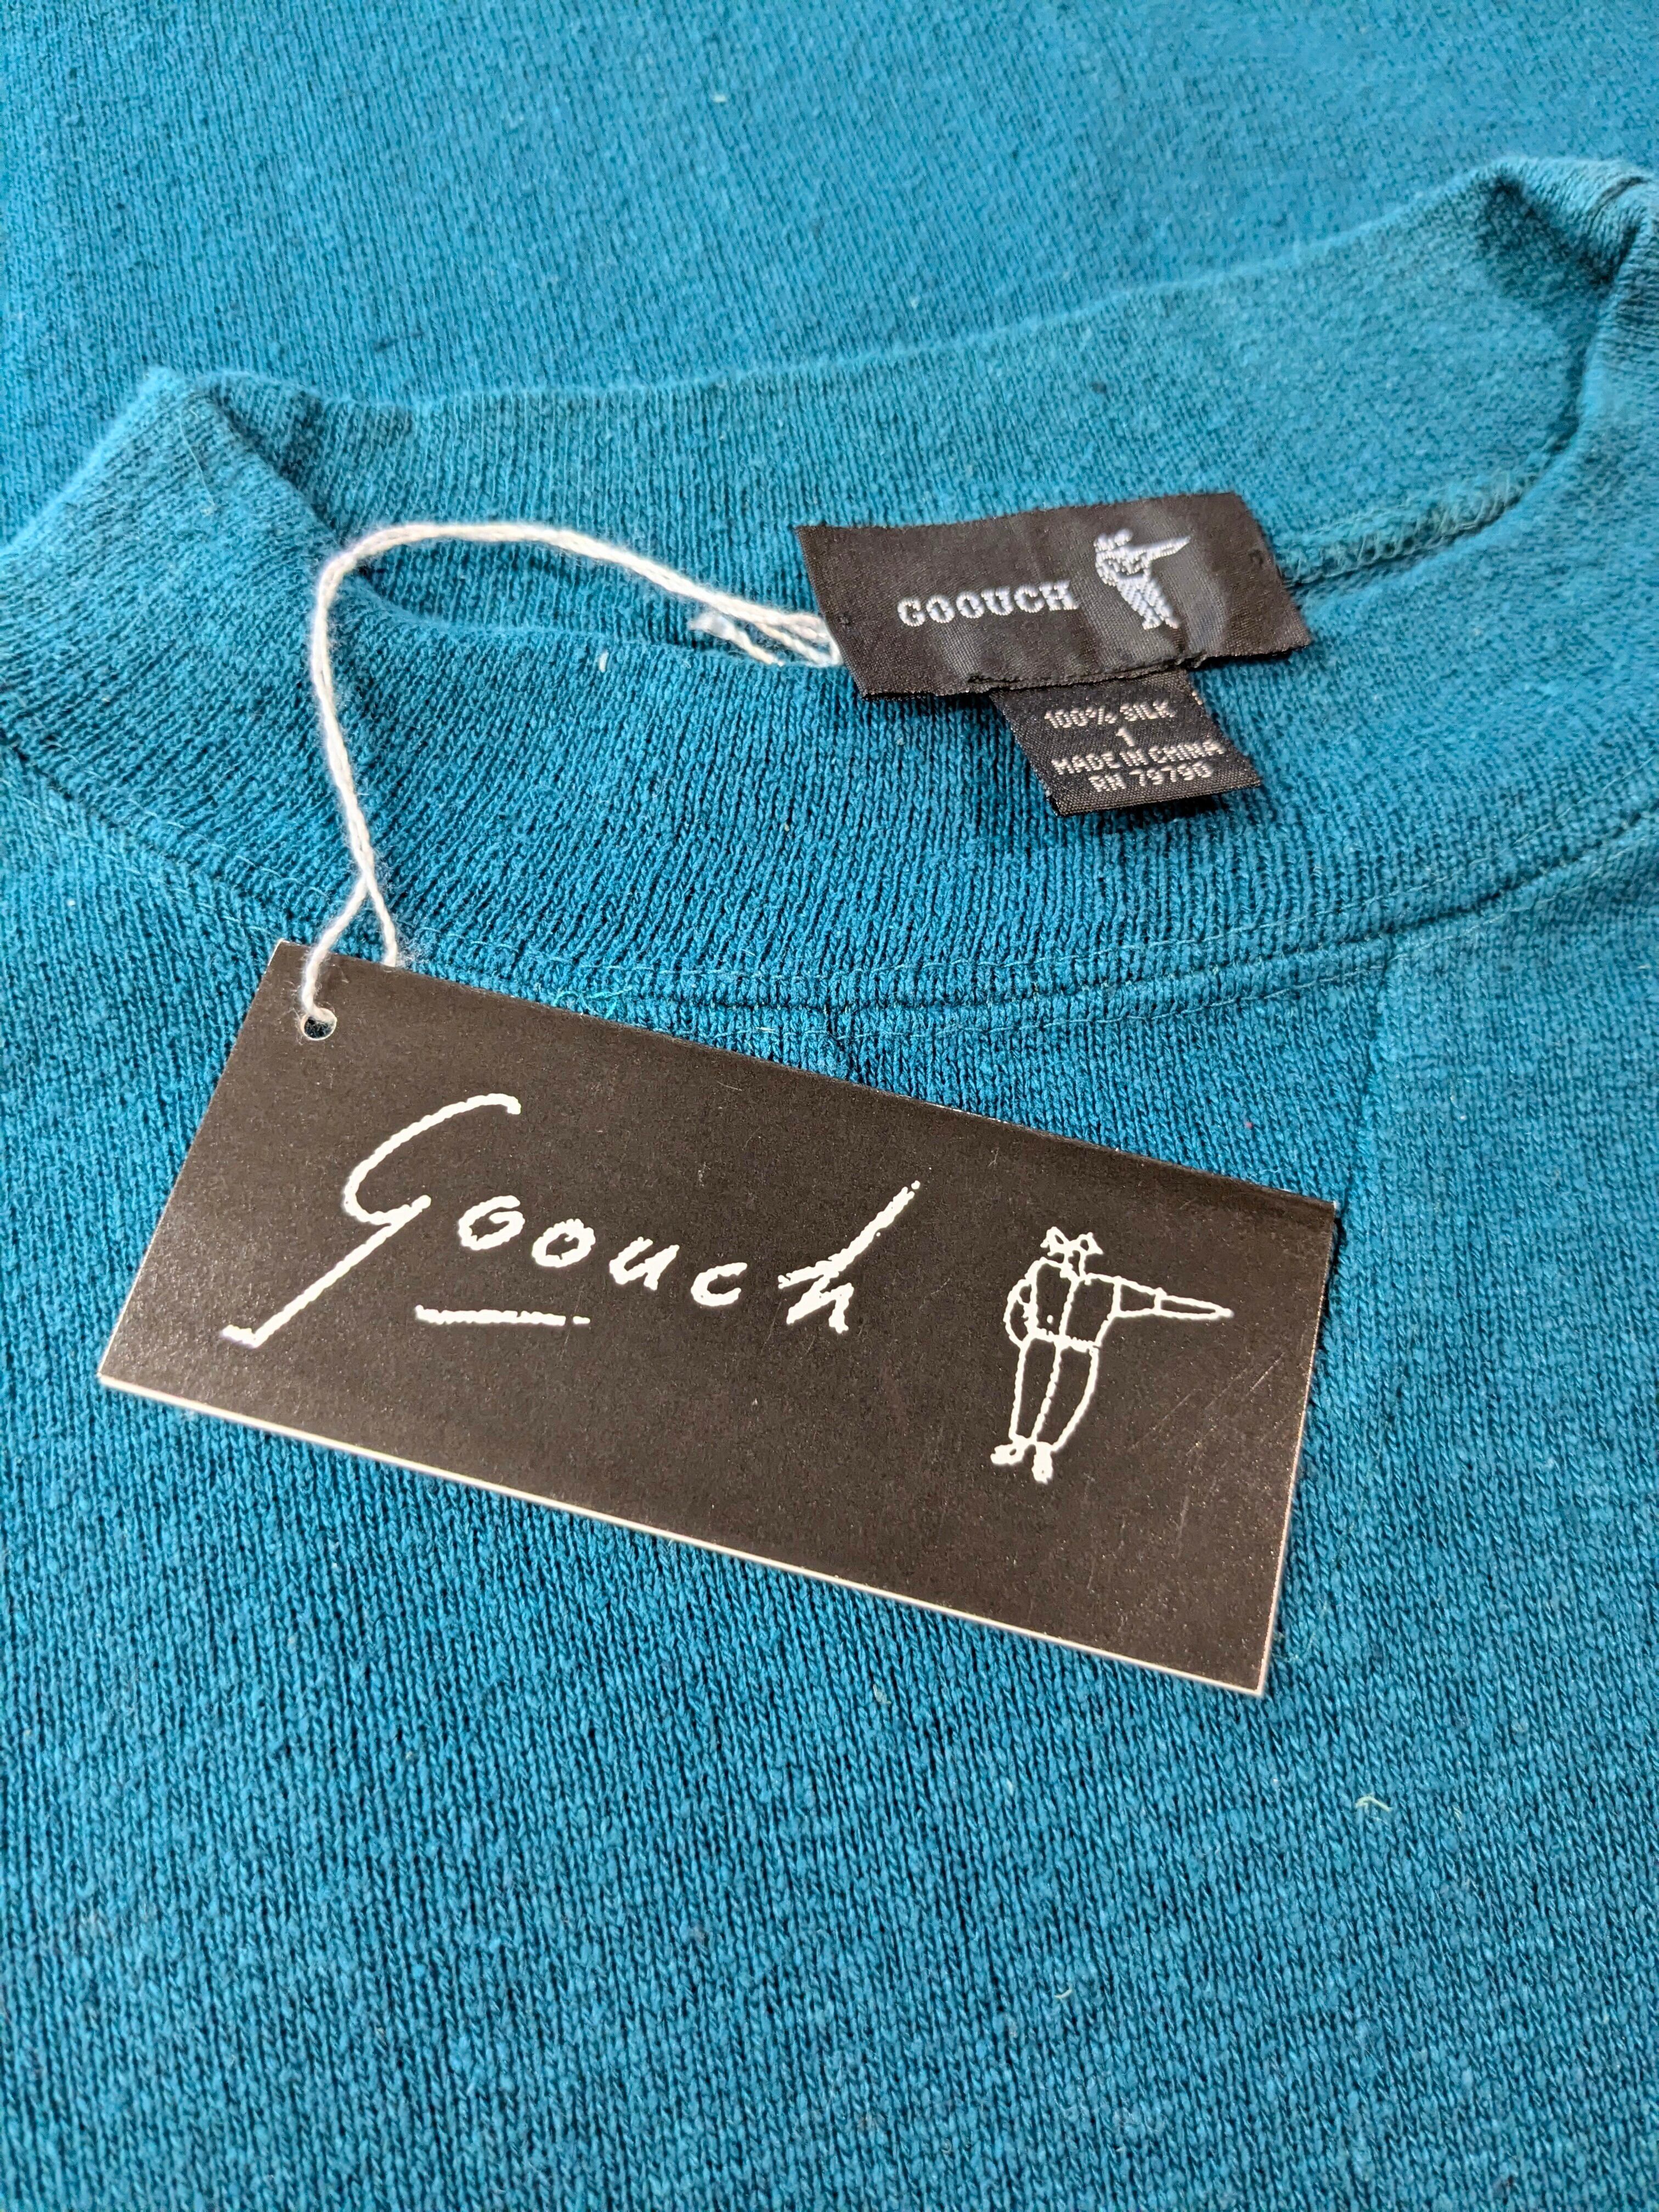 GOOUCH
100% SILK
1
MADE IN CHINA
RN 79790
Goouch